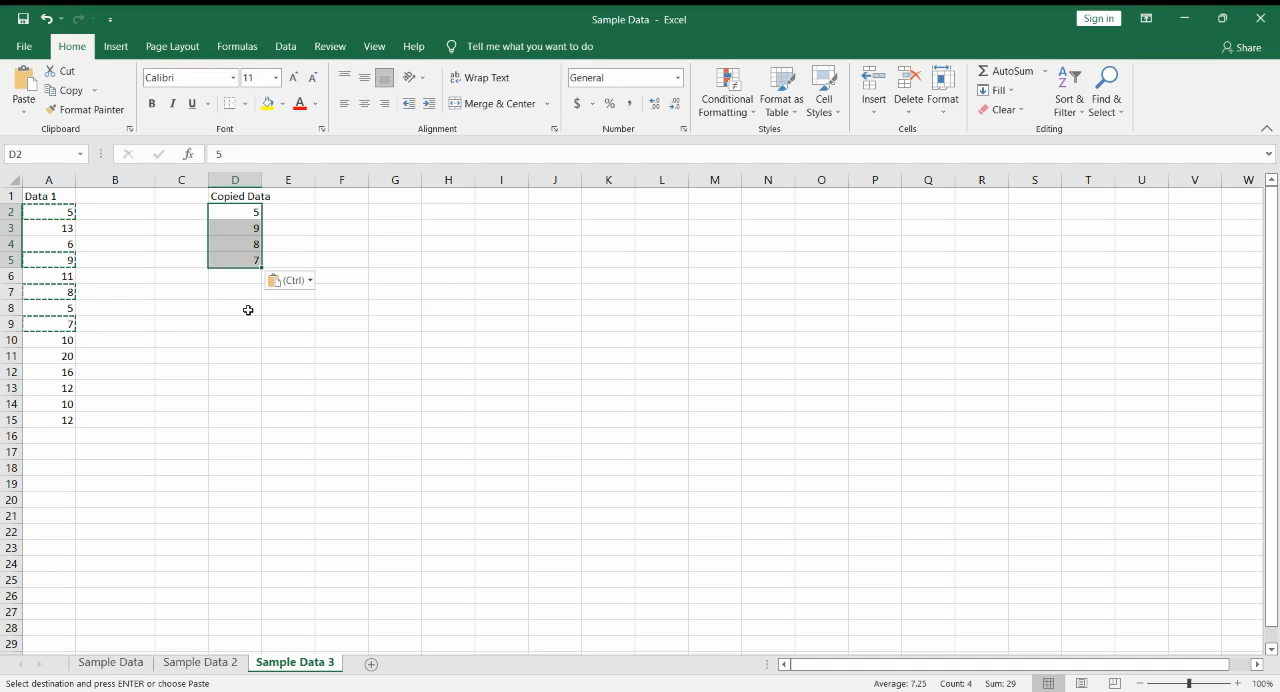 Sample Data - Excel
Sign in
File Home Insert Page Layout Formulas Data Review View Help Tell me what you want to do Share
Paste
Cut
Copy
Format Painter
Clipboard
Calibri 11
B I U A
Font
Wrap Text
Merge & Center
Alignment
General
$ % ,
Number
Conditional Formatting
Format as Table
Cell Styles
Styles
Insert Delete Format
Cells
AutoSum
Fill
Clear
Sort & Filter
Find & Select
Editing
D2 fx 5
A B C D E F G H I J K L M N O P Q R S T U V W
1 Data 1 Copied Data
2 5 5
3 13 9
4 6 8
5 9 7
6 11 (Ctrl)
7 8
8 5
9 7
10 10
11 20
12 16
13 12
14 10
15 12
16
17
18
19
20
21
22
23
24
25
26
27
28
29
Sample Data Sample Data 2 Sample Data 3
Select destination and press ENTER or choose Paste Average: 7.25 Count: 4 Sum: 29 100%